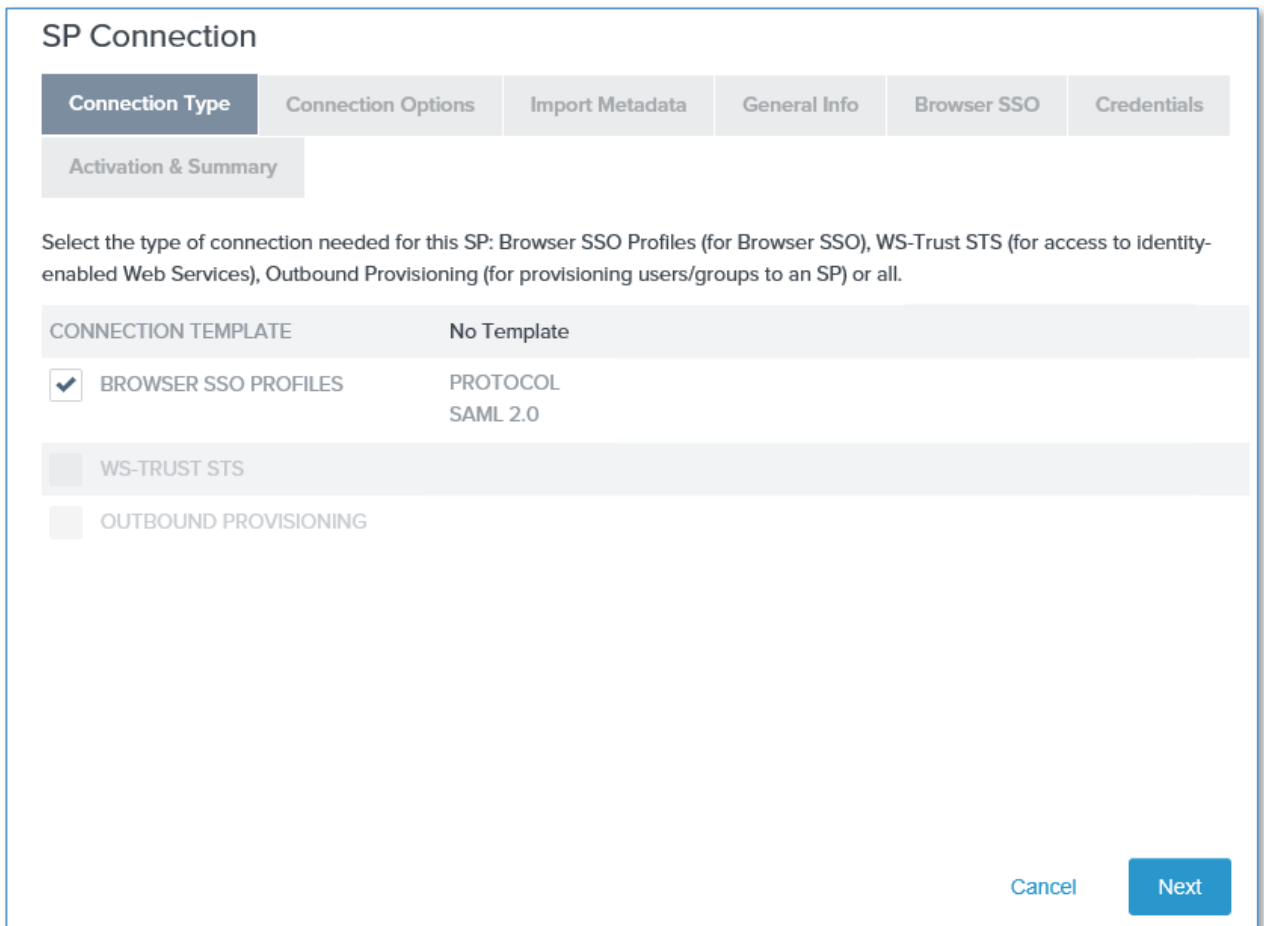 SP Connection
Connection Type Connection Options Import Metadata General Info Browser SSO Credentials
Activation & Summary
Select the type of connection needed for this SP: Browser SSO Profiles (for Browser SSO), WS-Trust STS (for access to identity-
enabled Web Services), Outbound Provisioning (for provisioning users/groups to an SP) or all.
CONNECTION TEMPLATE No Template
BROWSER SSO PROFILES PROTOCOL
SAML 2.0
WS-TRUST STS
OUTBOUND PROVISIONING
Cancel Next